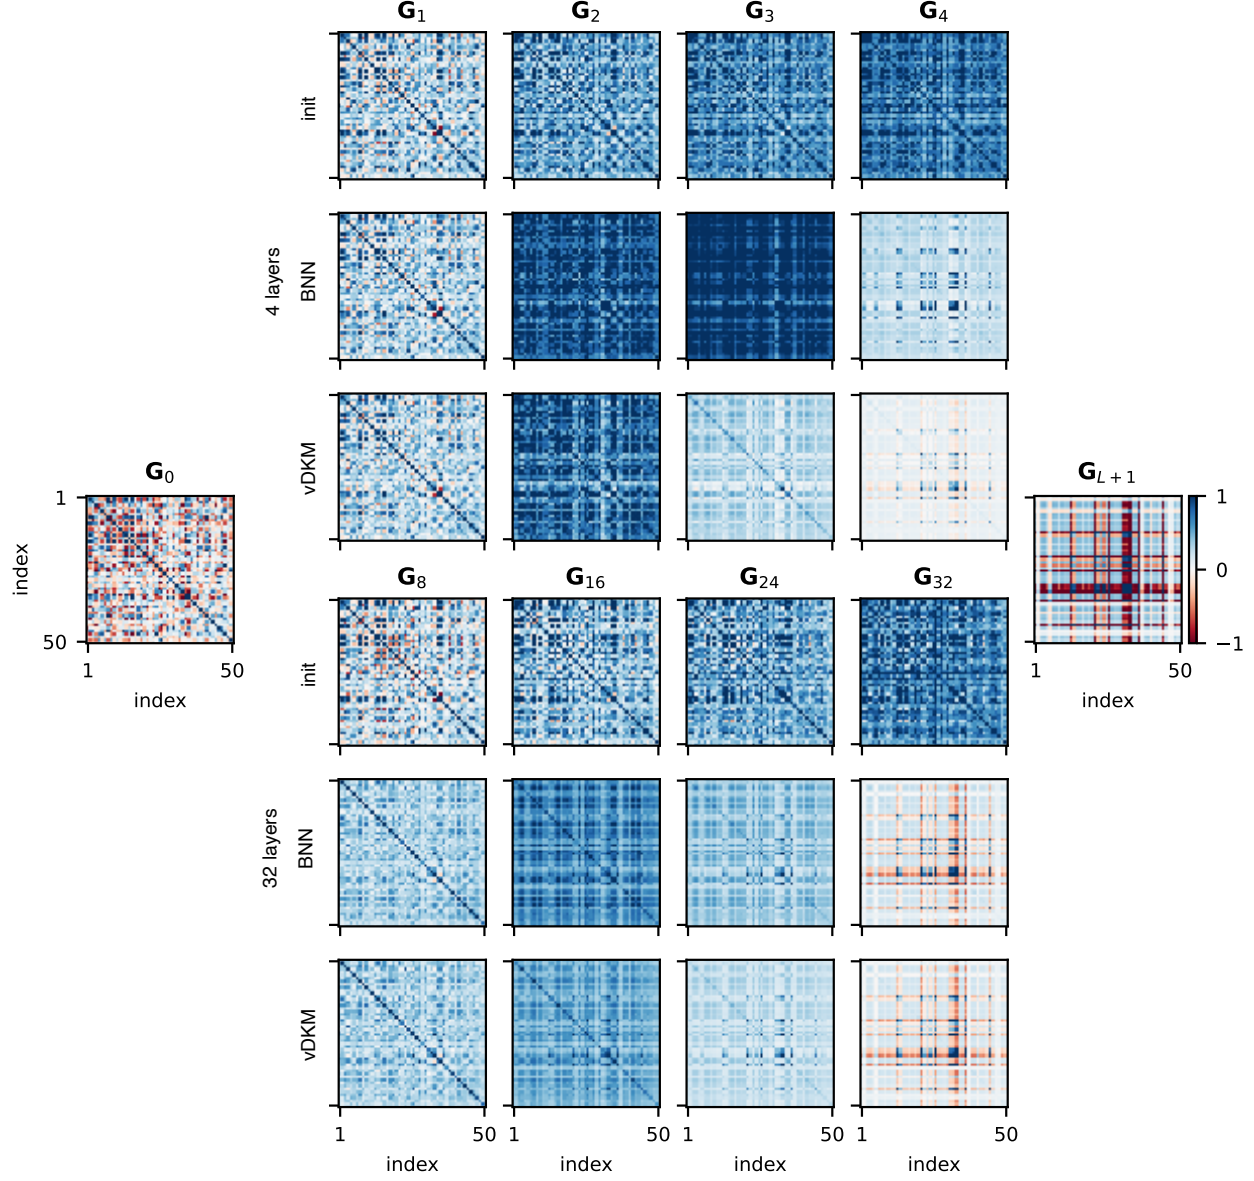 G1 G2 G3 G4
init
4 layers
BNN
vDKM
G0
1
50
index
1 50
index
GL+1
1
0
−1
1 50
index
G8 G16 G24 G32
init
32 layers
BNN
vDKM
1 50 1 50 1 50 1 50
index index index index